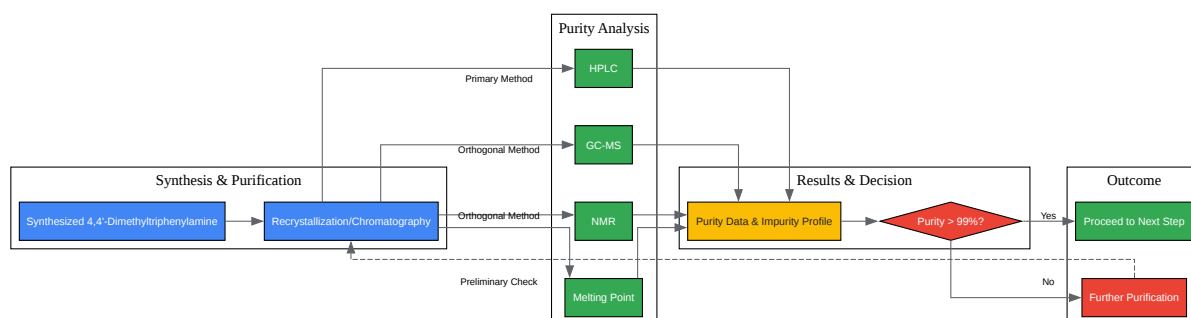 Purity Analysis
HPLC
Primary Method
GC-MS
Orthogonal Method
Synthesis & Purification
Synthesized 4,4'-Dimethyltriphenylamine
Recrystallization/Chromatography
Orthogonal Method
NMR
Preliminary Check
Melting Point
Results & Decision
Purity Data & Impurity Profile
Purity > 99%?
Yes
No
Outcome
Proceed to Next Step
Further Purification